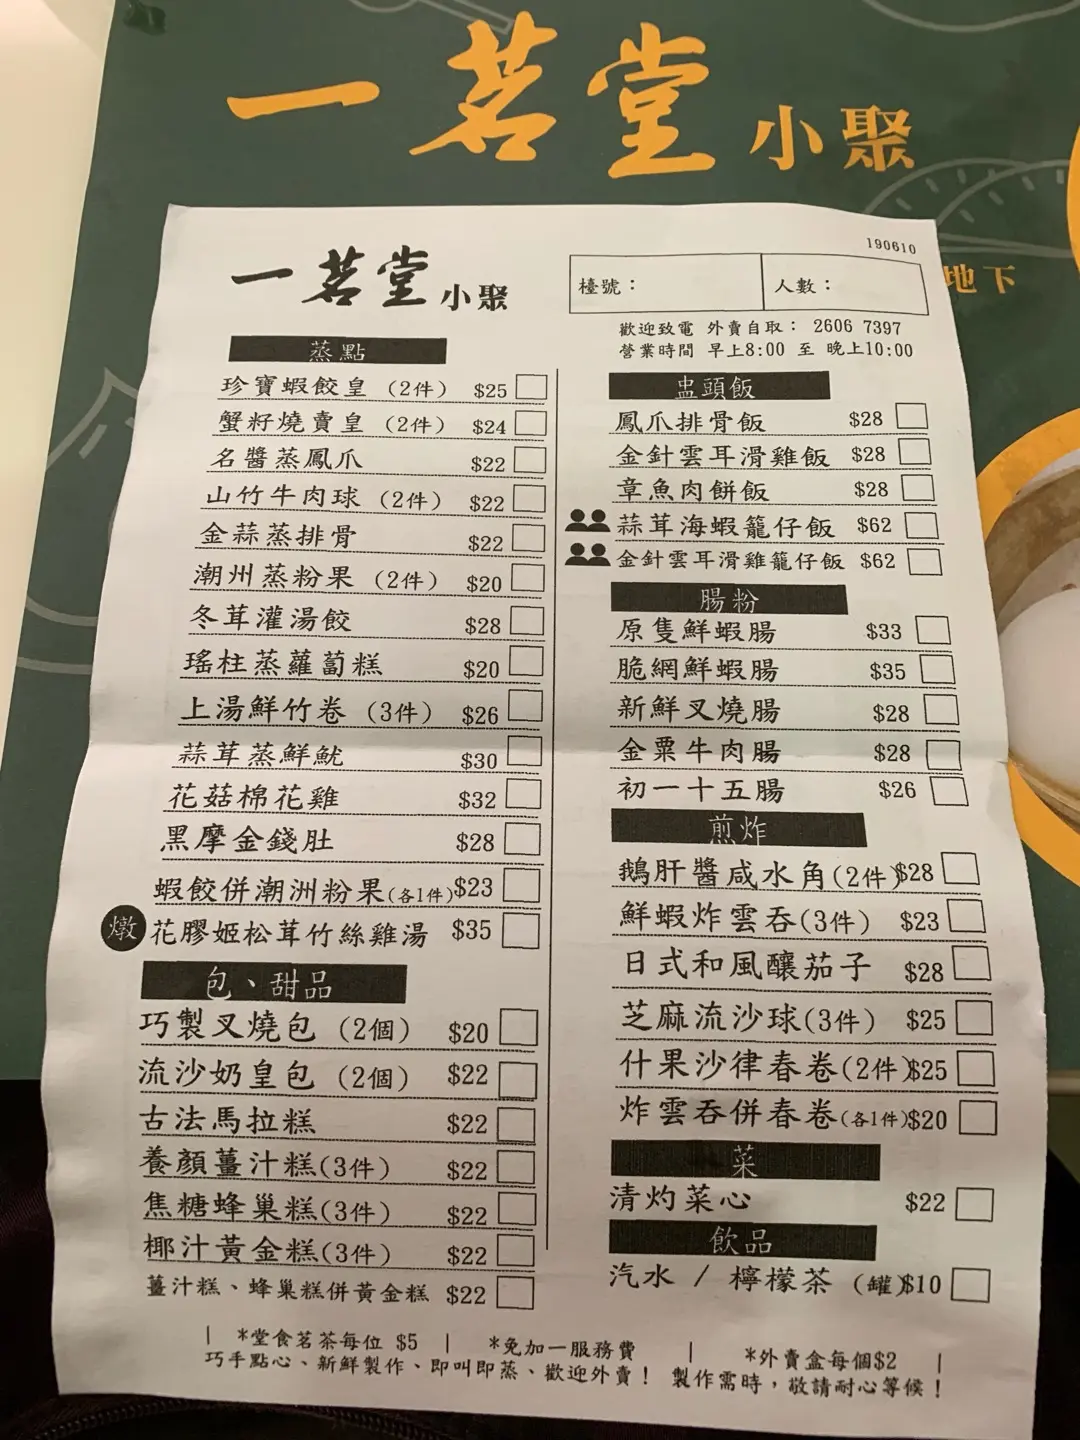 一茗堂 小聚
地下
190610
一茗堂 小聚
檯號：
人數：
歡迎致電 外賣自取： 2606 7397
營業時間 早上8:00 至 晚上10:00
蒸點
珍寶蝦餃皇 (2件) $25
蟹籽燒賣皇 (2件) $24
名醬蒸鳳爪 $22
山竹牛肉球 (2件) $22
金蒜蒸排骨 $22
潮州蒸粉果 (2件) $20
冬茸灌湯餃 $28
瑤柱蒸蘿蔔糕 $20
上湯鮮竹卷 (3件) $26
蒜茸蒸鮮魷 $30
花菇棉花雞 $32
黑摩金錢肚 $28
蝦餃併潮洲粉果(各1件) $23
燉 花膠姬松茸竹絲雞湯 $35
包、甜品
巧製叉燒包 (2個) $20
流沙奶皇包 (2個) $22
古法馬拉糕 $22
養顏薑汁糕(3件) $22
焦糖蜂巢糕(3件) $22
椰汁黃金糕(3件) $22
薑汁糕、蜂巢糕併黃金糕 $22
盅頭飯
鳳爪排骨飯 $28
金針雲耳滑雞飯 $28
章魚肉餅飯 $28
蒜茸海蝦籠仔飯 $62
金針雲耳滑雞籠仔飯 $62
腸粉
原隻鮮蝦腸 $33
脆網鮮蝦腸 $35
新鮮叉燒腸 $28
金粟牛肉腸 $28
初一十五腸 $26
煎炸
鵝肝醬咸水角(2件) $28
鮮蝦炸雲吞(3件) $23
日式和風釀茄子 $28
芝麻流沙球(3件) $25
什果沙律春卷(2件) $25
炸雲吞併春卷(各1件) $20
菜
清灼菜心 $22
飲品
汽水 / 檸檬茶 (罐) $10
| *堂食茗茶每位 $5 | *免加一服務費 | *外賣盒每個$2 |
巧手點心、新鮮製作、即叫即蒸、歡迎外賣！ 製作需時，敬請耐心等候！